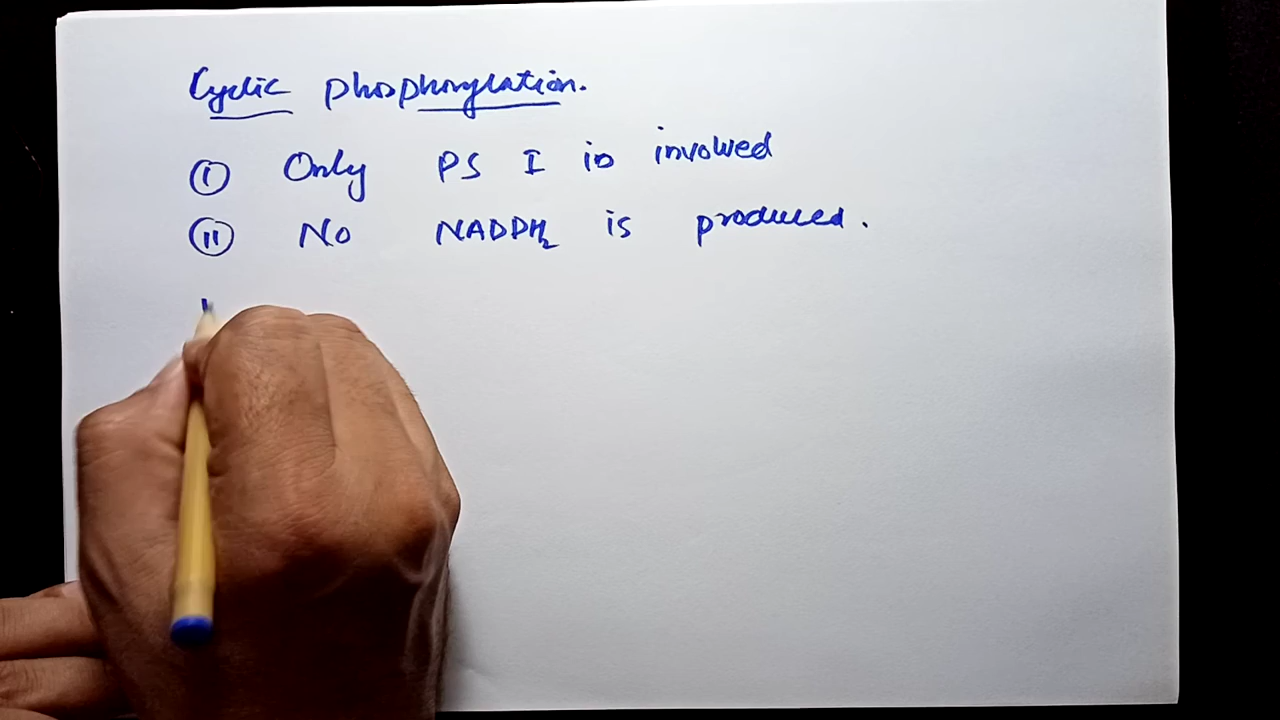 Cyclic phosphorylation.
(I) Only PS I is involved
(II) No NADPH₂ is produced.